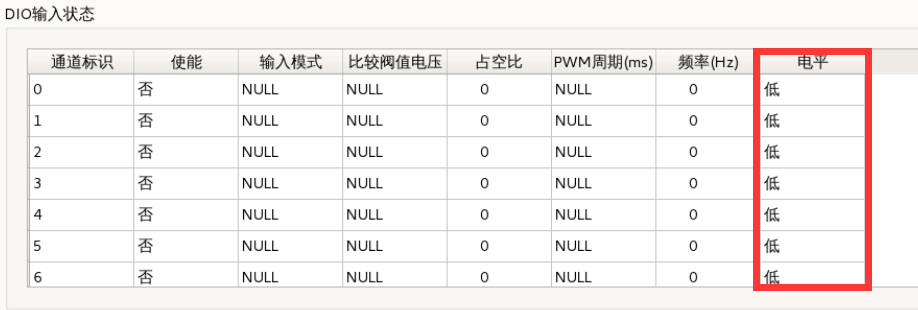 DIO输入状态
通道标识 使能 输入模式 比较阀值电压 占空比 PWM周期(ms) 频率(Hz) 电平
0 否 NULL NULL 0 NULL 0 低
1 否 NULL NULL 0 NULL 0 低
2 否 NULL NULL 0 NULL 0 低
3 否 NULL NULL 0 NULL 0 低
4 否 NULL NULL 0 NULL 0 低
5 否 NULL NULL 0 NULL 0 低
6 否 NULL NULL 0 NULL 0 低